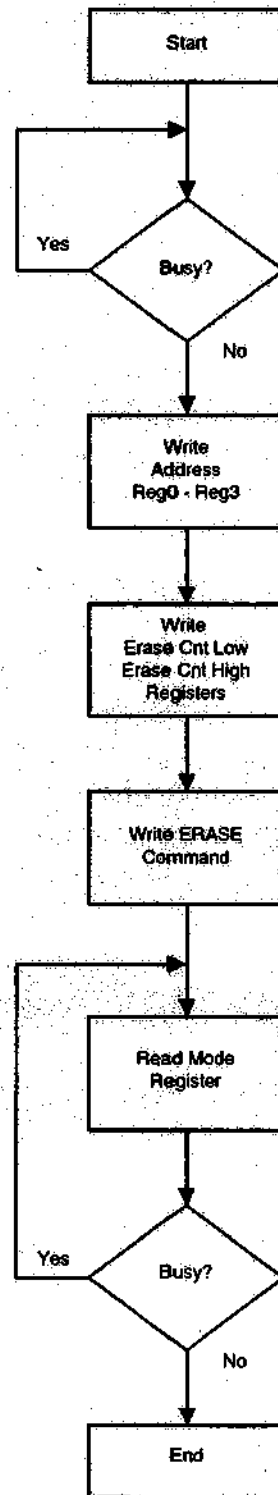 Start
Yes
Busy?
No
Write
Address
Reg0 - Reg3
Write
Erase Cnt Low
Erase Cnt High
Registers
Write ERASE
Command
Read Mode
Register
Yes
Busy?
No
End